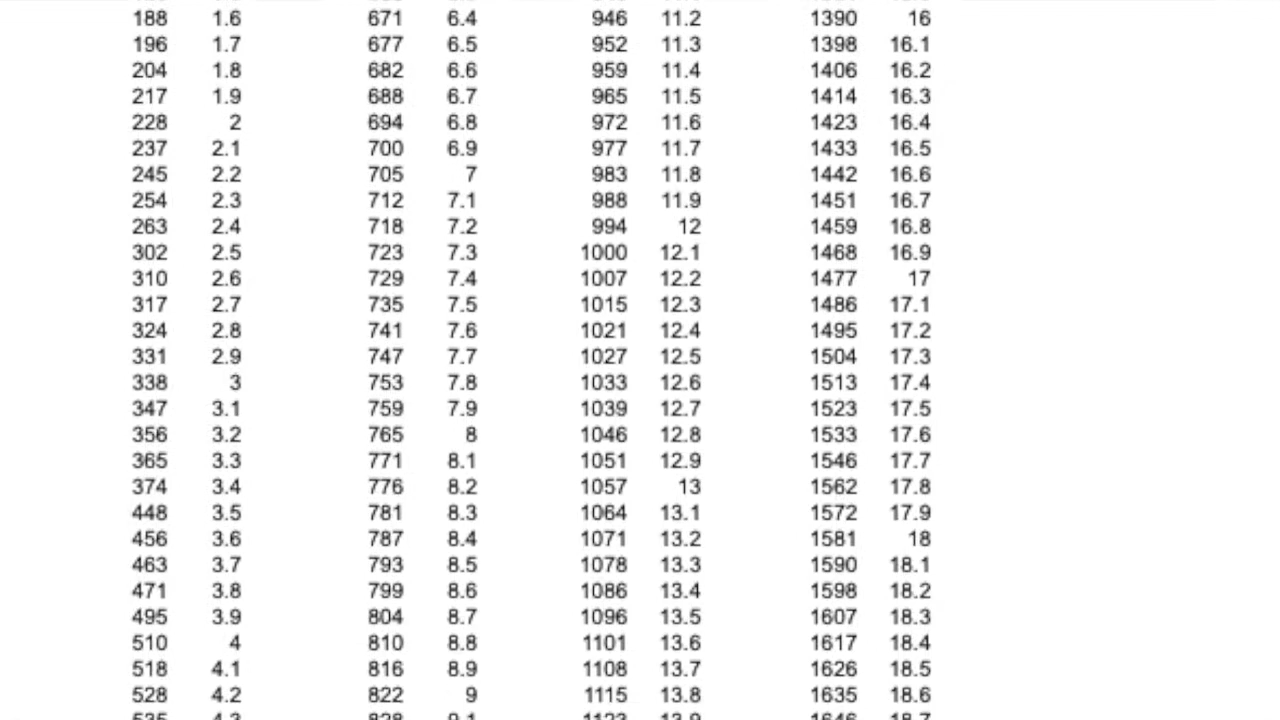 188 1.6 671 6.4 946 11.2 1390 16
196 1.7 677 6.5 952 11.3 1398 16.1
204 1.8 682 6.6 959 11.4 1406 16.2
217 1.9 688 6.7 965 11.5 1414 16.3
228 2 694 6.8 972 11.6 1423 16.4
237 2.1 700 6.9 977 11.7 1433 16.5
245 2.2 705 7 983 11.8 1442 16.6
254 2.3 712 7.1 988 11.9 1451 16.7
263 2.4 718 7.2 994 12 1459 16.8
302 2.5 723 7.3 1000 12.1 1468 16.9
310 2.6 729 7.4 1007 12.2 1477 17
317 2.7 735 7.5 1015 12.3 1486 17.1
324 2.8 741 7.6 1021 12.4 1495 17.2
331 2.9 747 7.7 1027 12.5 1504 17.3
338 3 753 7.8 1033 12.6 1513 17.4
347 3.1 759 7.9 1039 12.7 1523 17.5
356 3.2 765 8 1046 12.8 1533 17.6
365 3.3 771 8.1 1051 12.9 1546 17.7
374 3.4 776 8.2 1057 13 1562 17.8
448 3.5 781 8.3 1064 13.1 1572 17.9
456 3.6 787 8.4 1071 13.2 1581 18
463 3.7 793 8.5 1078 13.3 1590 18.1
471 3.8 799 8.6 1086 13.4 1598 18.2
495 3.9 804 8.7 1096 13.5 1607 18.3
510 4 810 8.8 1101 13.6 1617 18.4
518 4.1 816 8.9 1108 13.7 1626 18.5
528 4.2 822 9 1115 13.8 1635 18.6